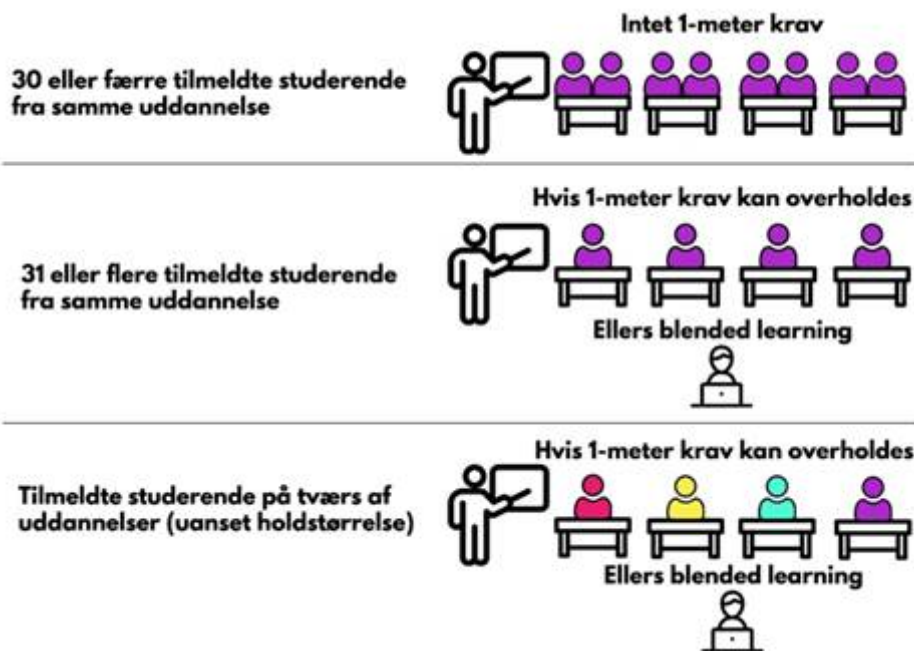 Intet 1-meter krav
30 eller færre tilmeldte studerende
fra samme uddannelse
Hvis 1-meter krav kan overholdes
31 eller flere tilmeldte studerende
fra samme uddannelse
Ellers blended learning
Hvis 1-meter krav kan overholdes
Tilmeldte studerende på tværs af
uddannelser (uanset holdstørrelse)
Ellers blended learning